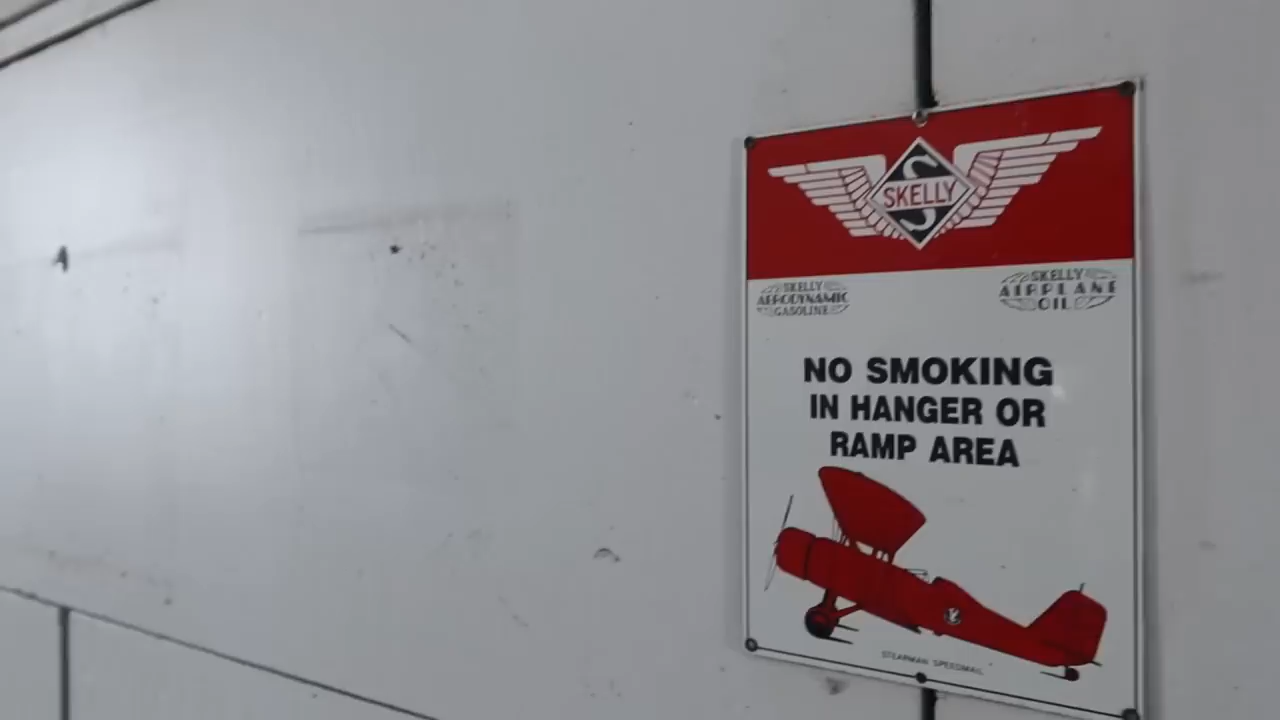 S
SKELLY
SKELLY
AERODYNAMIC
GASOLINE
SKELLY
AIRPLANE
OIL
NO SMOKING
IN HANGER OR
RAMP AREA
STEARMAN SPEEDMAIL